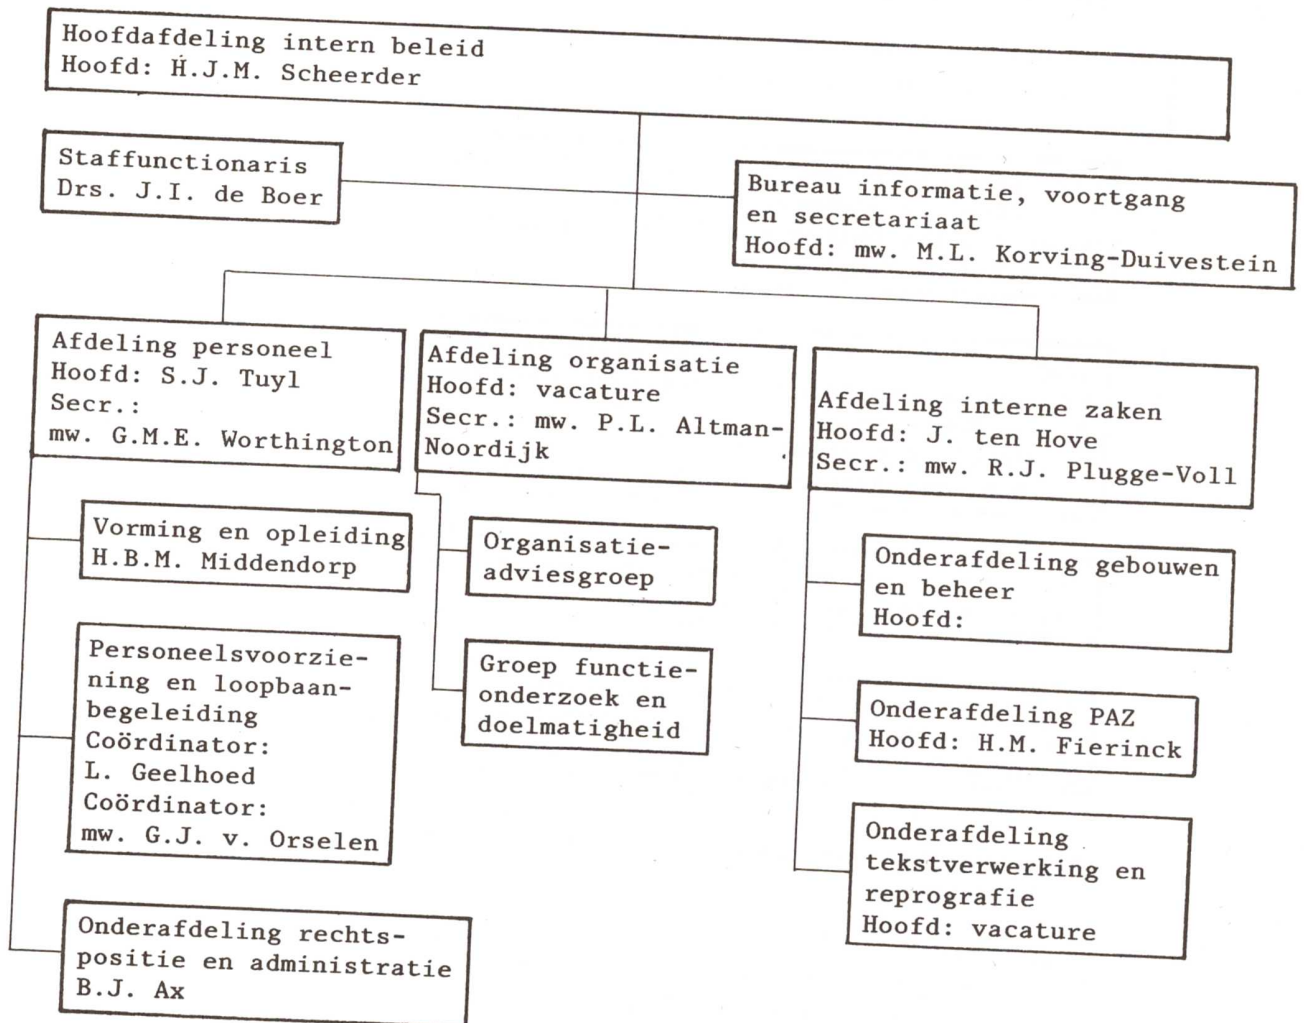 Hoofdafdeling intern beleid
Hoofd: H.J.M. Scheerder
Staffunctionaris
Drs. J.I. de Boer
Bureau informatie, voortgang
en secretariaat
Hoofd: mw. M.L. Korving-Duivestein
Afdeling personeel
Hoofd: S.J. Tuyl
Secr.:
mw. G.M.E. Worthington
Afdeling organisatie
Hoofd: vacature
Secr.: mw. P.L. Altman-
Noordijk
Afdeling interne zaken
Hoofd: J. ten Hove
Secr.: mw. R.J. Plugge-Voll
Vorming en opleiding
H.B.M. Middendorp
Personeelsvoorzie-
ning en loopbaan-
begeleiding
Coördinator:
L. Geelhoed
Coördinator:
mw. G.J. v. Orselen
Onderafdeling rechts-
positie en administratie
B.J. Ax
Organisatie-
adviesgroep
Groep functie-
onderzoek en
doelmatigheid
Onderafdeling gebouwen
en beheer
Hoofd:
Onderafdeling PAZ
Hoofd: H.M. Fierinck
Onderafdeling
tekstverwerking en
reprografie
Hoofd: vacature